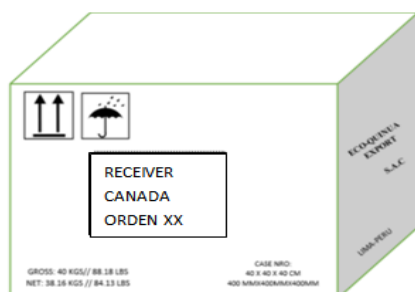 RECEIVER
CANADA
ORDEN XX
GROSS: 40 KGS// 88.18 LBS
NET: 38.16 KGS // 84.13 LBS
CASE NRO:
40 X 40 X 40 CM
400 MMX400MMX400MM
ECO-QUINUA
EXPORT
S.A.C
LIMA-PERU